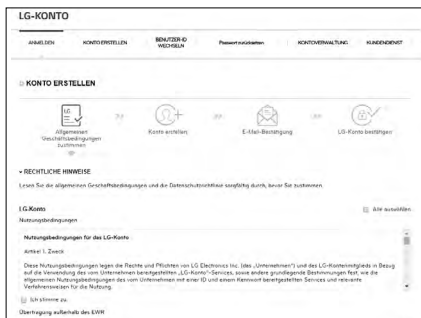 LG-KONTO
ANMELDEN KONTO ERSTELLEN BENUTZER-ID WECHSELN Passwort zurücksetzen KONTOVERWALTUNG KUNDENDIENST
KONTO ERSTELLEN
Allgemeinen Geschäftsbedingungen zustimmen
Konto erstellen
E-Mail-Bestätigung
LG-Konto bestätigen
RECHTLICHE HINWEISE
Lesen Sie die allgemeinen Geschäftsbedingungen und die Datenschutzrichtlinie sorgfältig durch, bevor Sie zustimmen.
LG-Konto
Alle auswählen
Nutzungsbedingungen
Nutzungsbedingungen für das LG-Konto
Artikel 1. Zweck
Diese Nutzungsbedingungen legen die Rechte und Pflichten von LG Electronics Inc. (das „Unternehmen") und des LG-Kontenmitglieds in Bezug
auf die Verwendung des vom Unternehmen bereitgestellten „LG-Konto"-Services, sowie andere grundlegende Bestimmungen fest, wie die
allgemeinen Nutzungsbedingungen des vom Unternehmen mit einer ID und einem Kennwort bereitgestellten Services und relevante
Verfahrensweisen für die Nutzung.
Ich stimme zu.
Übertragung außerhalb des EWR